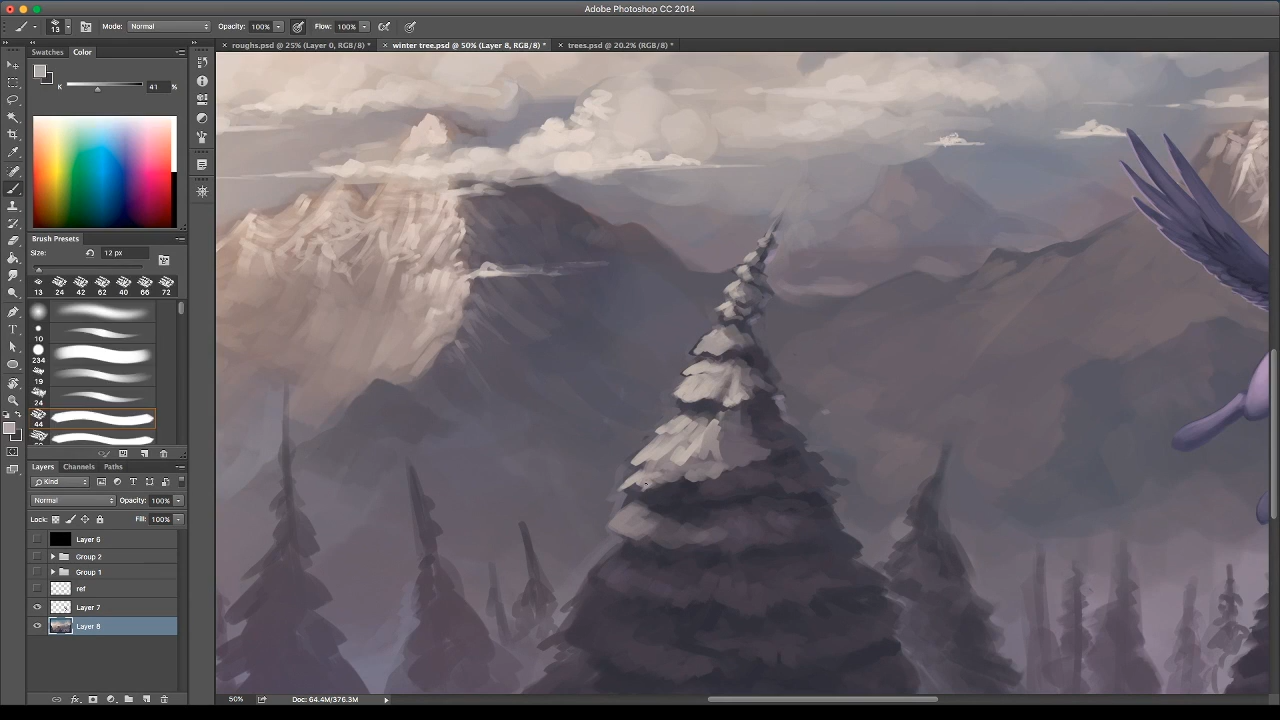 Adobe Photoshop CC 2014
13 Mode: Normal Opacity: 100% Flow: 100%
roughs.psd @ 25% (Layer 0, RGB/8) * winter tree.psd @ 50% (Layer 8, RGB/8) * trees.psd @ 20.2% (RGB/8) *
Swatches Color
K 41 %
Brush Presets
Size: 12 px
13 24 42 62 40 66 72
10
234
19
24
44
Layers Channels Paths
Kind
Normal Opacity: 100%
Lock: Fill: 100%
Layer 6
Group 2
Group 1
ref
Layer 7
Layer 8
fx
50% Doc: 64.4M/376.3M